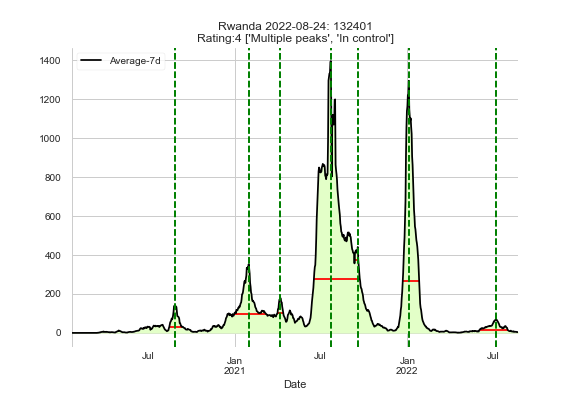 Rwanda 2022-08-24: 132401
Rating:4 ['Multiple peaks', 'In control']
Average-7d
1400
1200
1000
800
600
400
200
0
Jul
Jan
2021
Jul
Jan
2022
Jul
Date